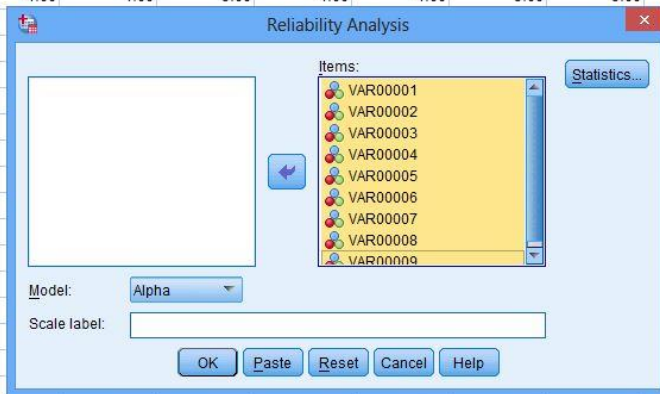 Reliability Analysis
Items:
Statistics...
VAR00001
VAR00002
VAR00003
VAR00004
VAR00005
VAR00006
VAR00007
VAR00008
VAR00009
Model: Alpha
Scale label:
OK Paste Reset Cancel Help